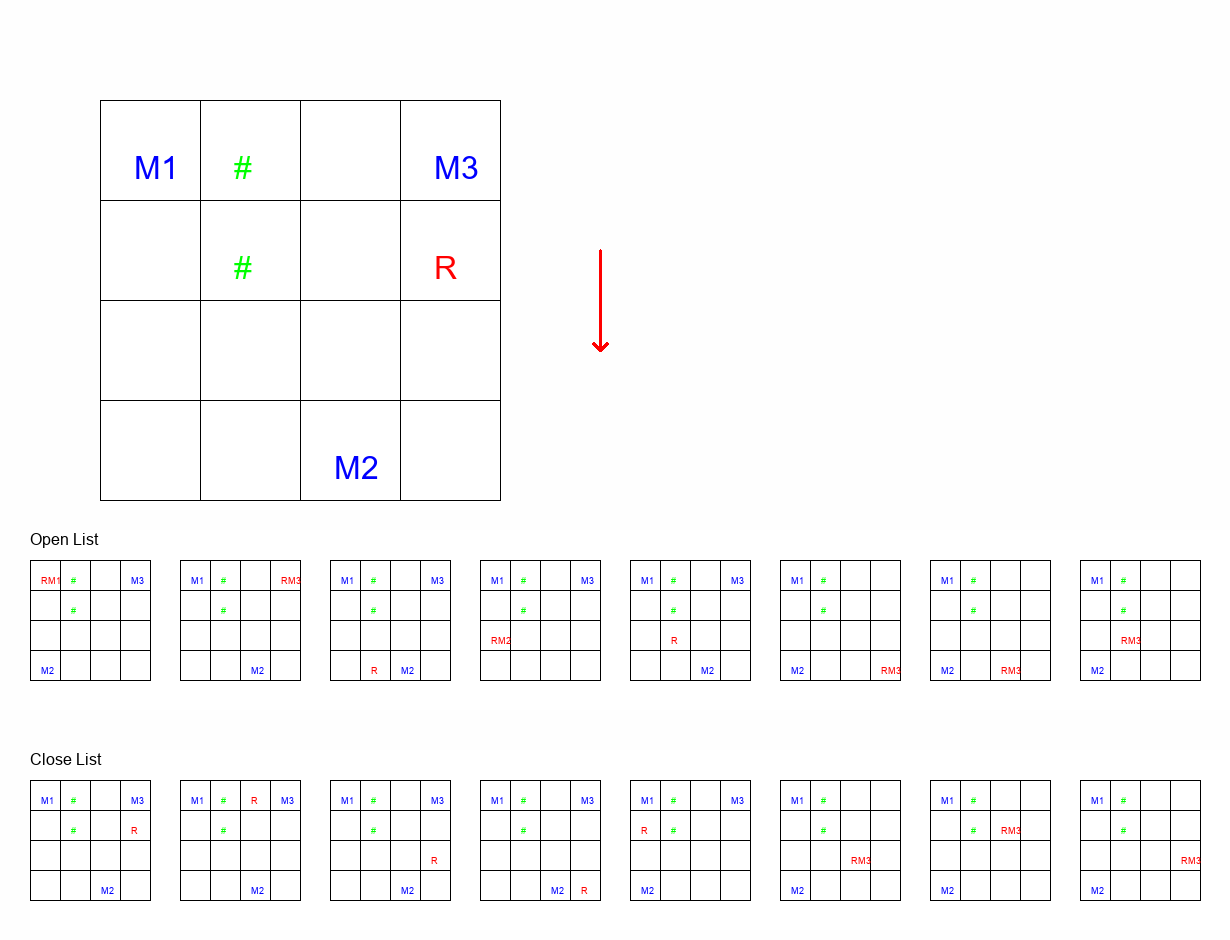 M1 # M3
# R
M2
Open List
RM1 # M3 M1 # RM3 M1 # M3 M1 # M3 M1 # M3 M1 # M1 # M1 #
# # # # # # # #
RM2 R RM3
M2 M2 R M2 M2 M2 RM3 M2 RM3 M2
Close List
M1 # M3 M1 # R M3 M1 # M3 M1 # M3 M1 # M3 M1 # M1 # M1 #
# R # # # R # # # RM3 #
R RM3 RM3
M2 M2 M2 M2 R M2 M2 M2 M2